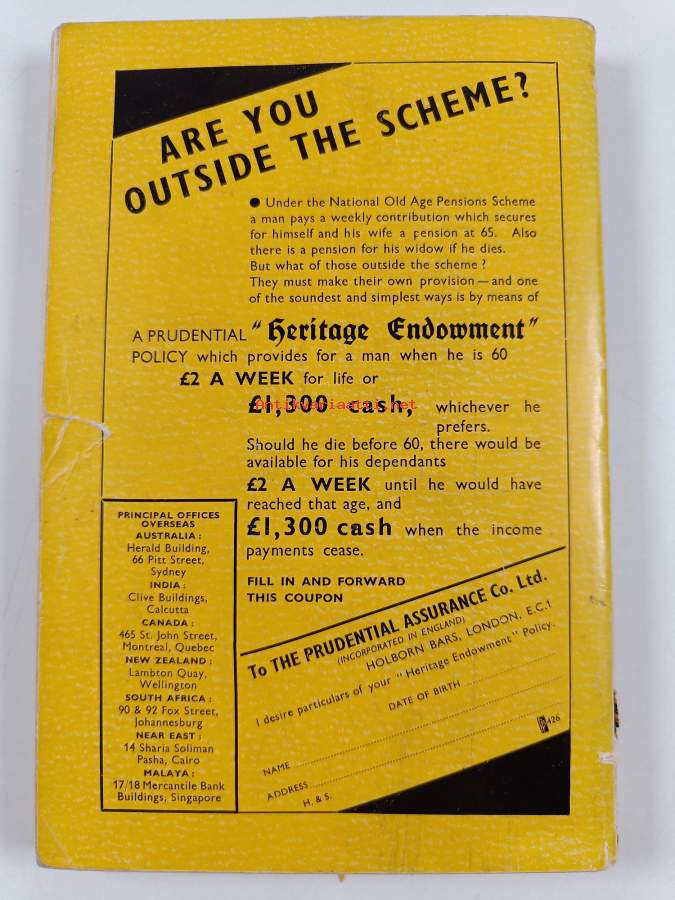 ARE YOU
OUTSIDE THE SCHEME?
● Under the National Old Age Pensions Scheme
a man pays a weekly contribution which secures
for himself and his wife a pension at 65. Also
there is a pension for his widow if he dies.
But what of those outside the scheme?
They must make their own provision — and one
of the soundest and simplest ways is by means of
A PRUDENTIAL "Heritage Endowment"
POLICY which provides for a man when he is 60
£2 A WEEK for life or
£1,300 cash, whichever he
prefers.
Antikvariaatti.net
Should he die before 60, there would be
available for his dependants
£2 A WEEK until he would have
reached that age, and
£1,300 cash when the income
payments cease.
FILL IN AND FORWARD
THIS COUPON
PRINCIPAL OFFICES
OVERSEAS
AUSTRALIA:
Herald Building,
66 Pitt Street,
Sydney
INDIA:
Clive Buildings,
Calcutta
CANADA:
465 St. John Street,
Montreal, Quebec
NEW ZEALAND:
Lambton Quay,
Wellington
SOUTH AFRICA:
90 & 92 Fox Street,
Johannesburg
NEAR EAST:
14 Sharia Soliman
Pasha, Cairo
MALAYA:
17/18 Mercantile Bank
Buildings, Singapore
To THE PRUDENTIAL ASSURANCE Co. Ltd.
(INCORPORATED IN ENGLAND)
HOLBORN BARS, LONDON, E.C.1
I desire particulars of your "Heritage Endowment" Policy.
DATE OF BIRTH
NAME
ADDRESS
H. & S.
426